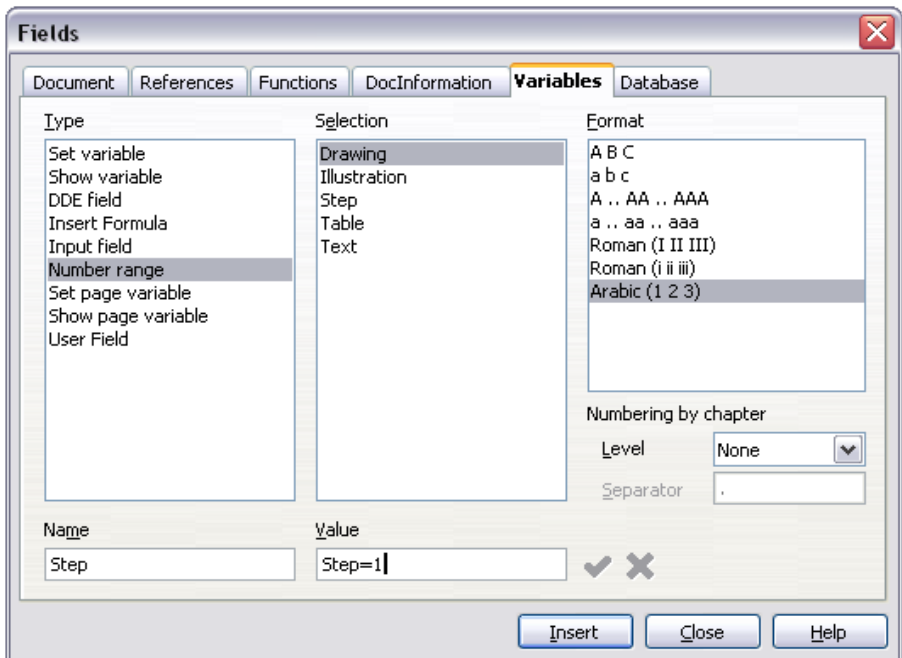 Fields
Document References Functions DocInformation Variables Database
Type
Set variable
Show variable
DDE field
Insert Formula
Input field
Number range
Set page variable
Show page variable
User Field
Selection
Drawing
Illustration
Step
Table
Text
Format
A B C
a b c
A .. AA .. AAA
a .. aa .. aaa
Roman (I II III)
Roman (i ii iii)
Arabic (1 2 3)
Numbering by chapter
Level None
Separator .
Name
Step
Value
Step=1
Insert Close Help